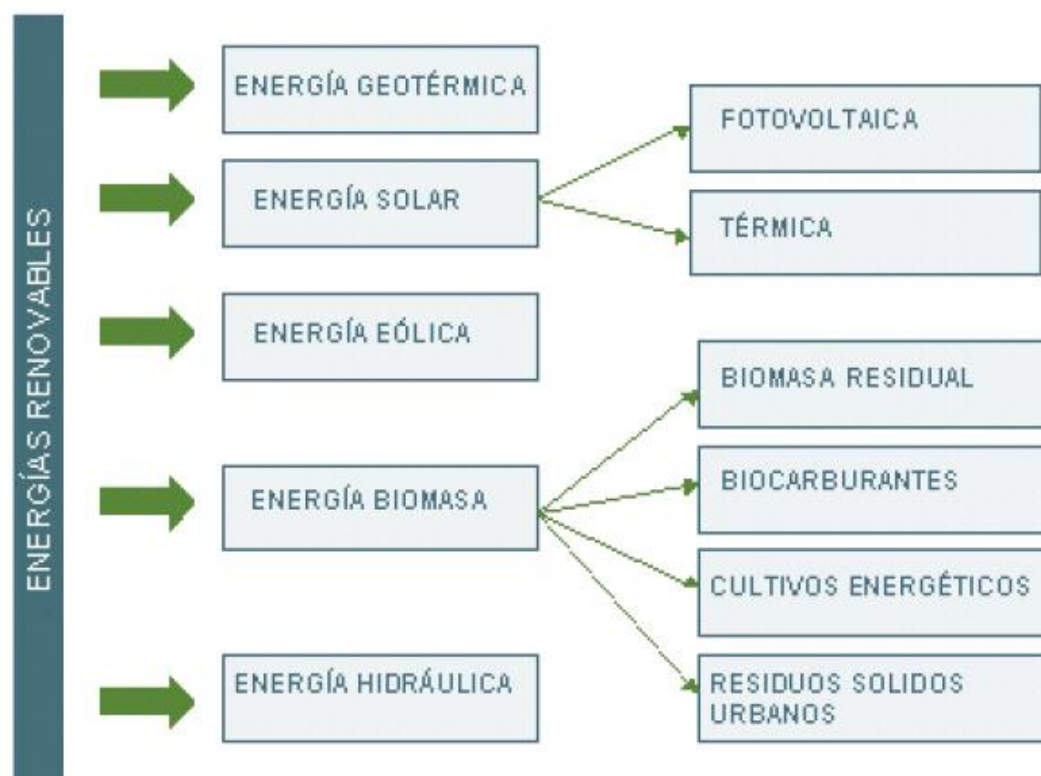 ENERGÍAS RENOVABLES
ENERGÍA GEOTÉRMICA
ENERGÍA SOLAR
FOTOVOLTAICA
TÉRMICA
ENERGÍA EÓLICA
ENERGÍA BIOMASA
BIOMASA RESIDUAL
BIOCARBURANTES
CULTIVOS ENERGÉTICOS
RESIDUOS SOLIDOS
URBANOS
ENERGÍA HIDRÁULICA